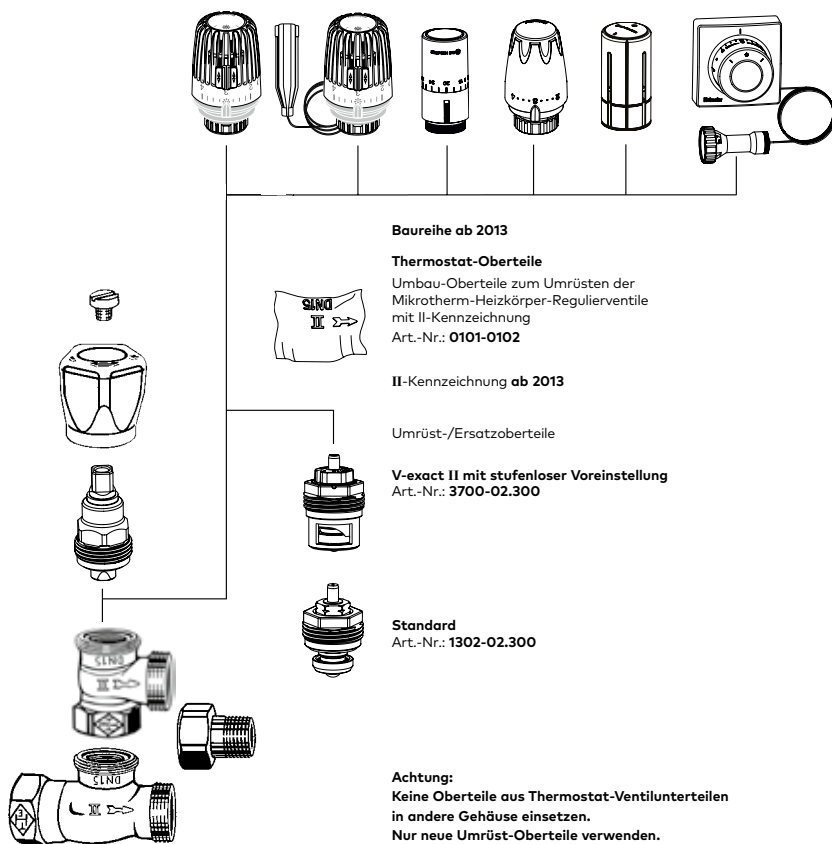 Baureihe ab 2013
Thermostat-Oberteile
Umbau-Oberteile zum Umrüsten der
Mikrotherm-Heizkörper-Regulierventile
mit II-Kennzeichnung
Art.-Nr.: 0101-0102
DN15
II
II-Kennzeichnung ab 2013
Umrüst-/Ersatzoberteile
V-exact II mit stufenloser Voreinstellung
Art.-Nr.: 3700-02.300
Standard
Art.-Nr.: 1302-02.300
DN15
II
DN15
II
Achtung:
Keine Oberteile aus Thermostat-Ventilunterteilen
in andere Gehäuse einsetzen.
Nur neue Umrüst-Oberteile verwenden.